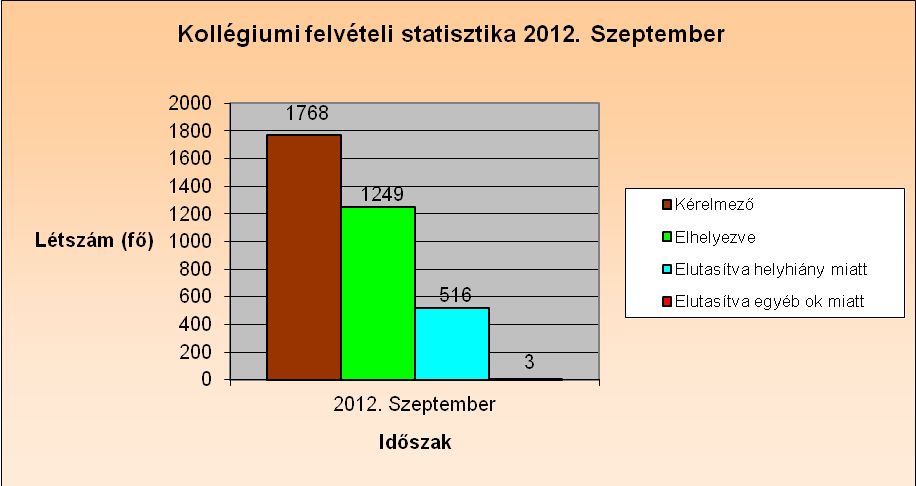 Kollégiumi felvételi statisztika 2012. Szeptember
2000
1800
1600
1400
1200
1000
800
600
400
200
0
Létszám (fő)
1768
1249
516
3
2012. Szeptember
Időszak
Kérelmező
Elhelyezve
Elutasítva helyhiány miatt
Elutasítva egyéb ok miatt